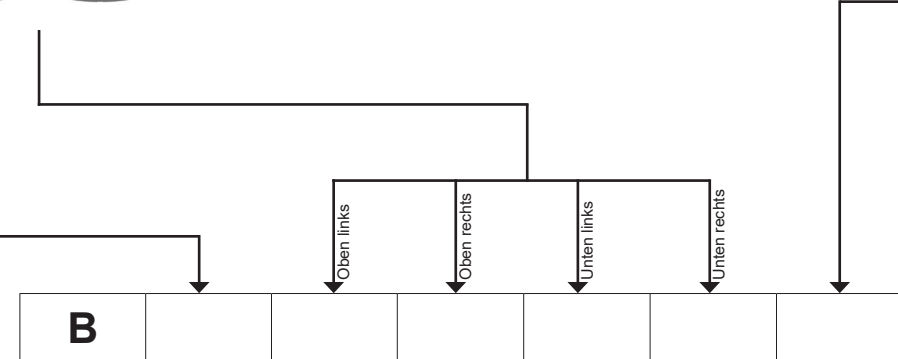 Oben links
Oben rechts
Unten links
Unten rechts
B